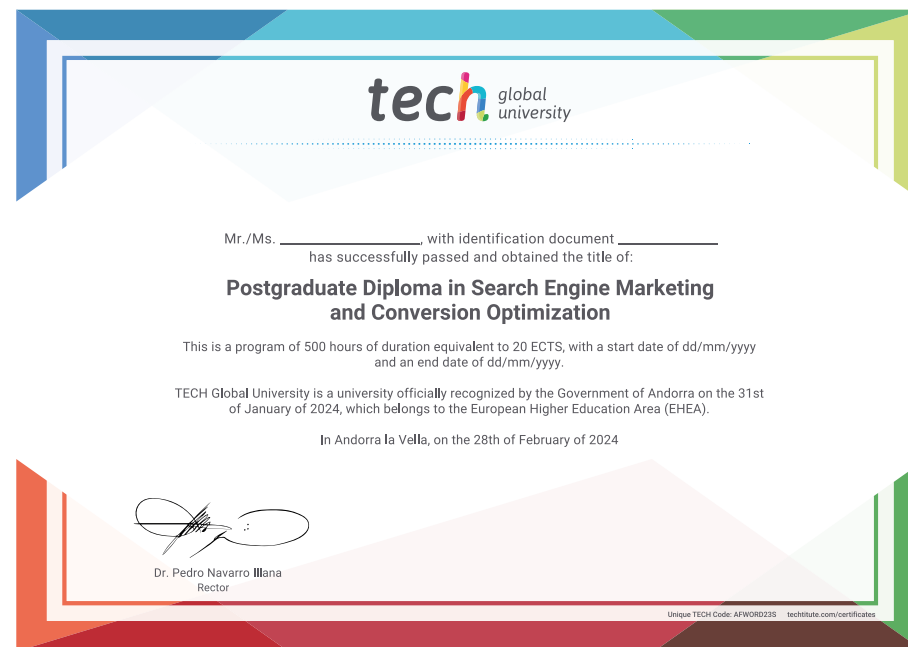 tech global
university
Mr./Ms. ____________, with identification document ____________
has successfully passed and obtained the title of:
Postgraduate Diploma in Search Engine Marketing
and Conversion Optimization
This is a program of 500 hours of duration equivalent to 20 ECTS, with a start date of dd/mm/yyyy
and an end date of dd/mm/yyyy.
TECH Global University is a university officially recognized by the Government of Andorra on the 31st
of January of 2024, which belongs to the European Higher Education Area (EHEA).
In Andorra la Vella, on the 28th of February of 2024
Dr. Pedro Navarro Illana
Rector
Unique TECH Code: AFWORD23S techtitute.com/certificates